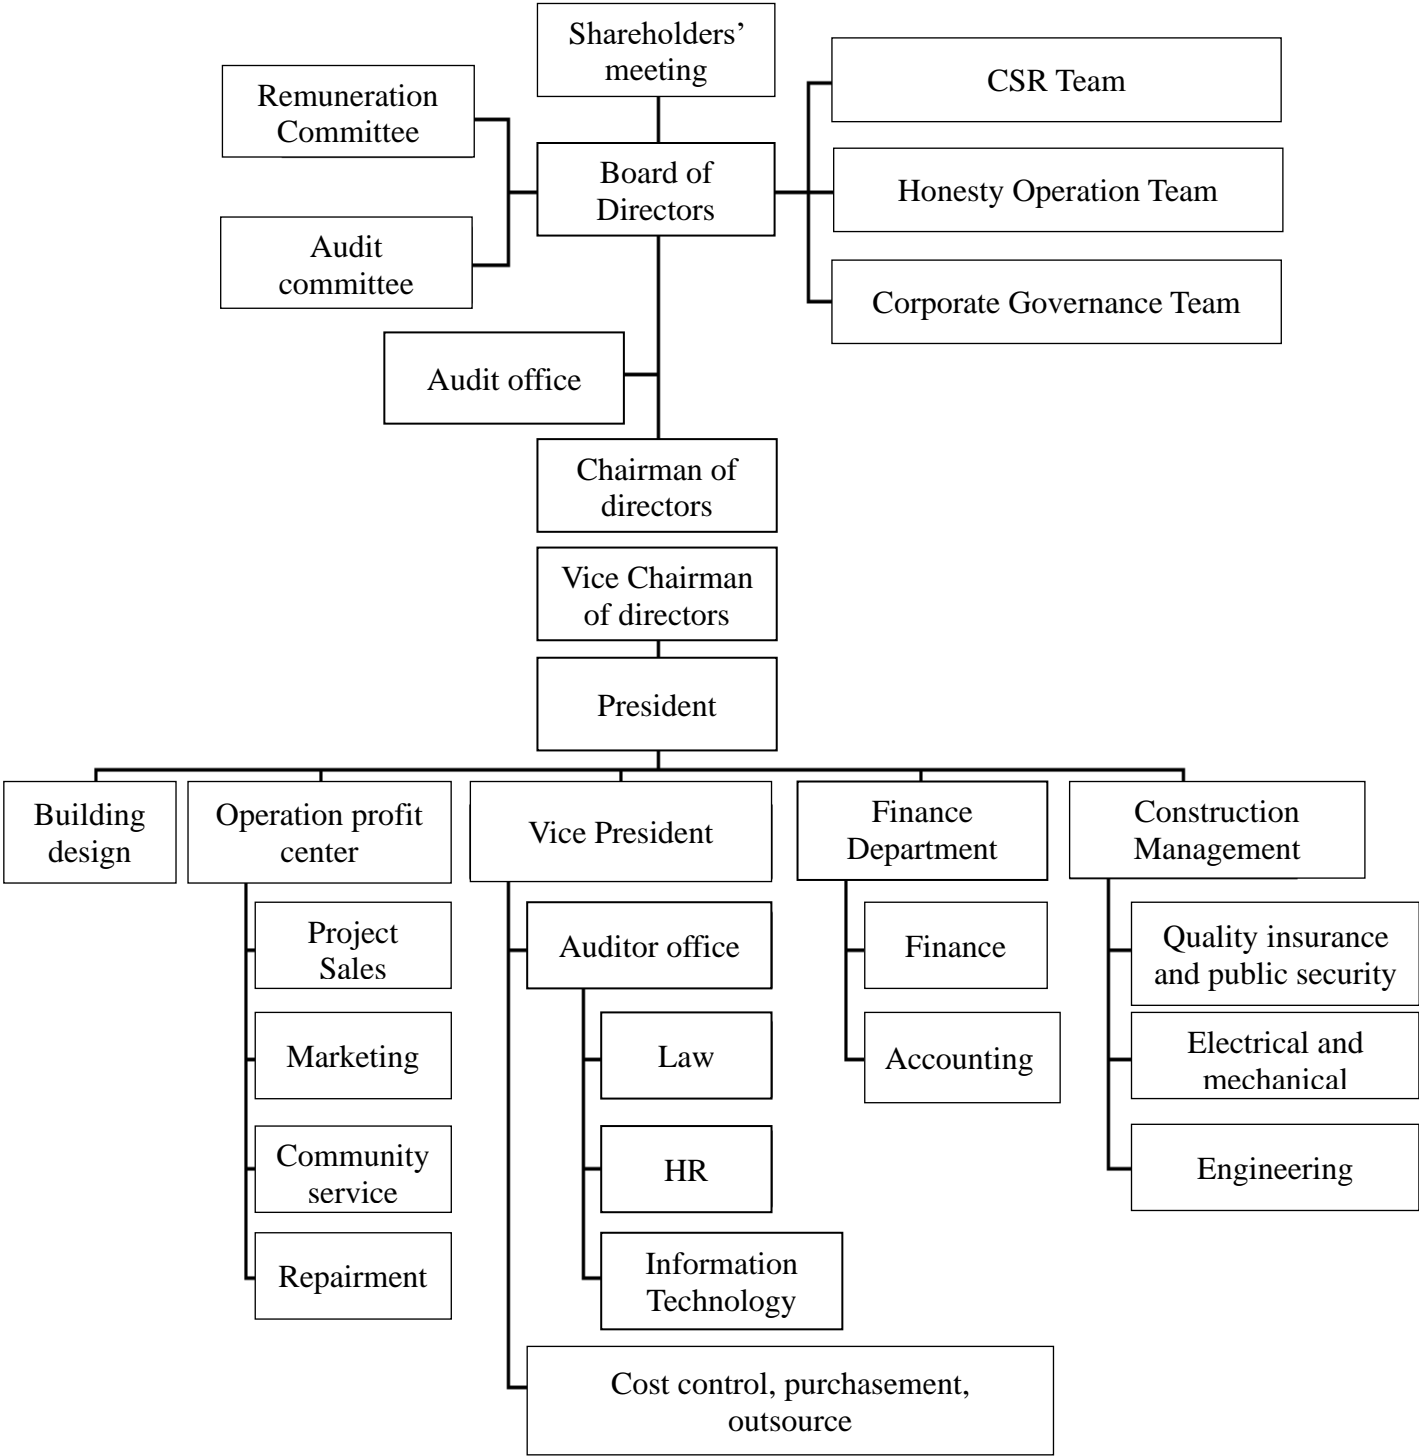 Shareholders’
meeting
CSR Team
Remuneration
Committee
Board of
Directors
Honesty Operation Team
Audit
committee
Corporate Governance Team
Audit office
Chairman of
directors
Vice Chairman
of directors
President
Building
design
Operation profit
center
Vice President
Finance
Department
Construction
Management
Project
Sales
Auditor office
Finance
Quality insurance
and public security
Marketing
Law
Accounting
Electrical and
mechanical
Community
service
HR
Engineering
Repairment
Information
Technology
Cost control, purchasement,
outsource